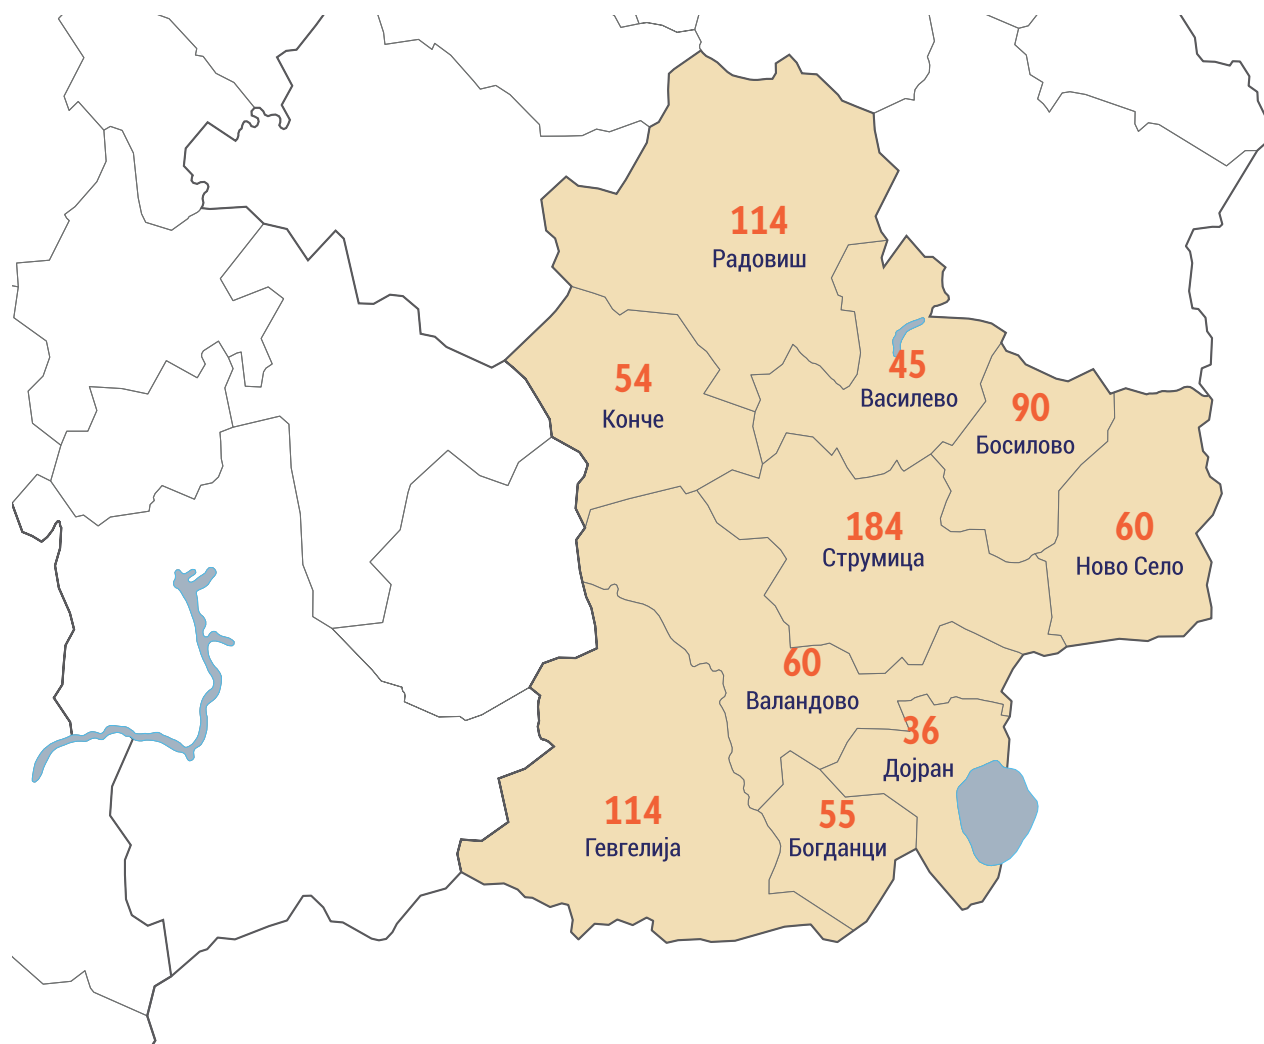 114
Радовиш
54
Конче
45
Василево
90
Босилово
184
Струмица
60
Ново Село
60
Валандово
36
Дојран
114
Гевгелија
55
Богданци